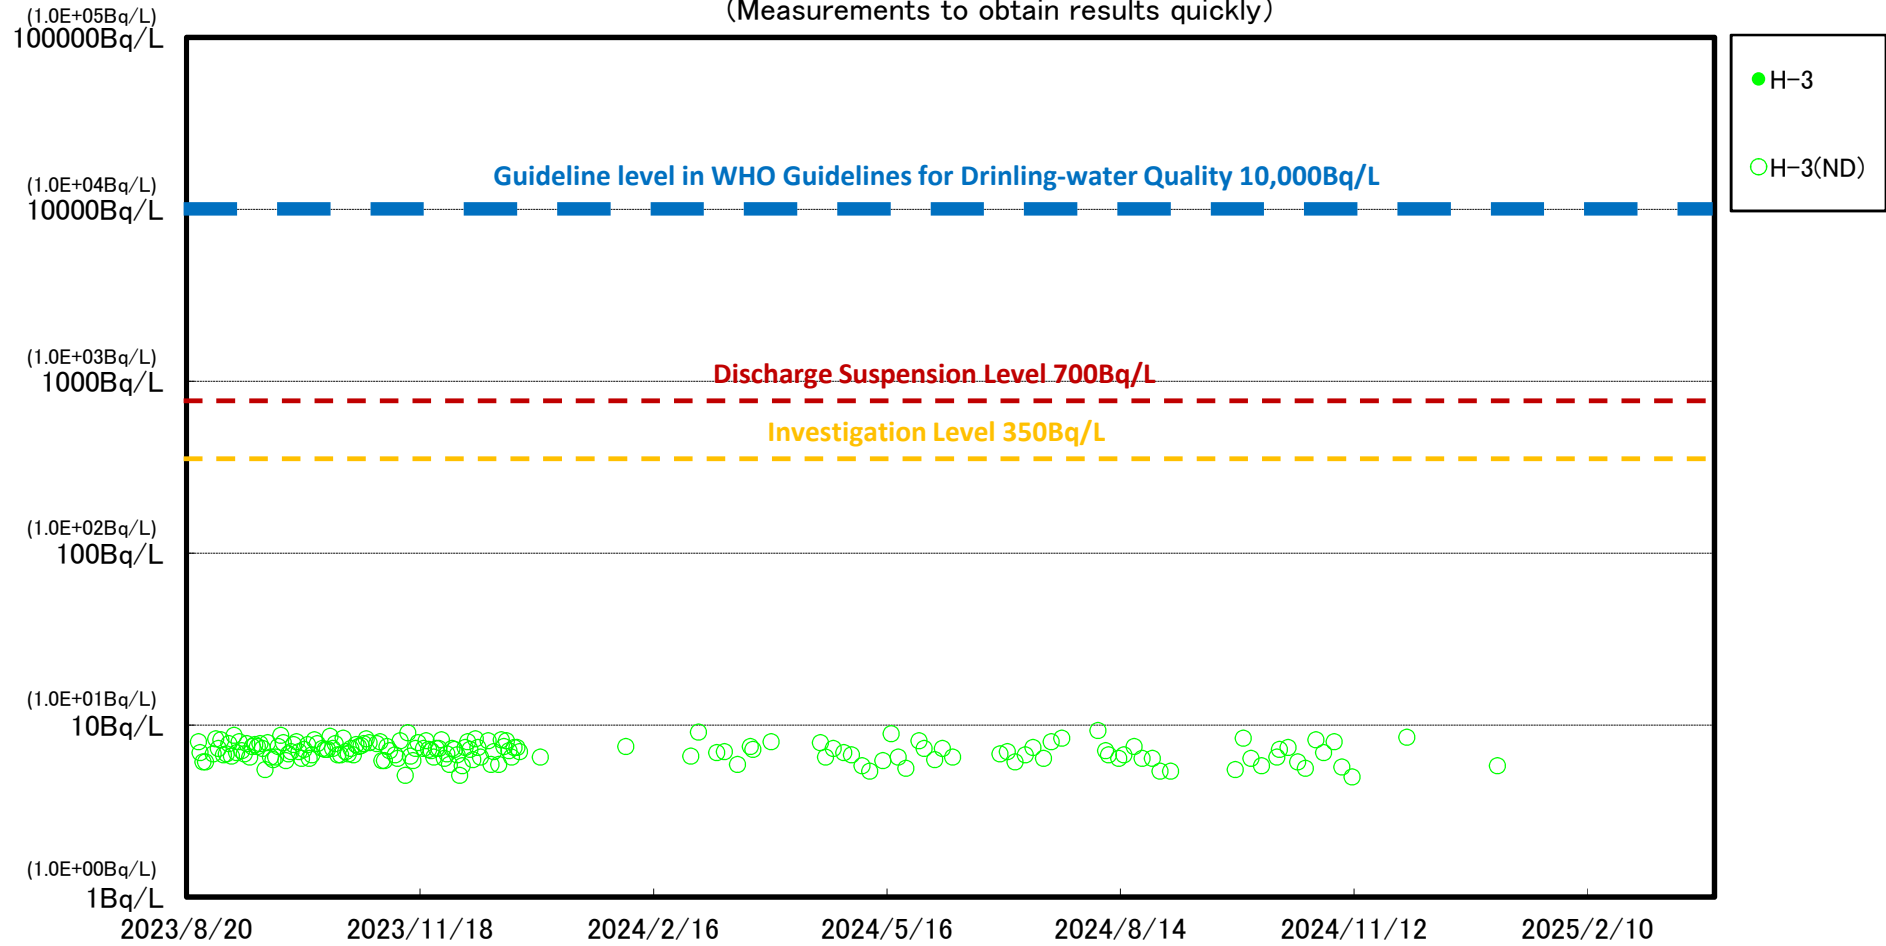 (Measurements to obtain results quickly)
(1.0E+05Bq/L)
100000Bq/L
H-3
H-3(ND)
Guideline level in WHO Guidelines for Drinling-water Quality 10,000Bq/L
(1.0E+04Bq/L)
10000Bq/L
(1.0E+03Bq/L)
1000Bq/L
Discharge Suspension Level 700Bq/L
Investigation Level 350Bq/L
(1.0E+02Bq/L)
100Bq/L
(1.0E+01Bq/L)
10Bq/L
(1.0E+00Bq/L)
1Bq/L
2023/8/20 2023/11/18 2024/2/16 2024/5/16 2024/8/14 2024/11/12 2025/2/10